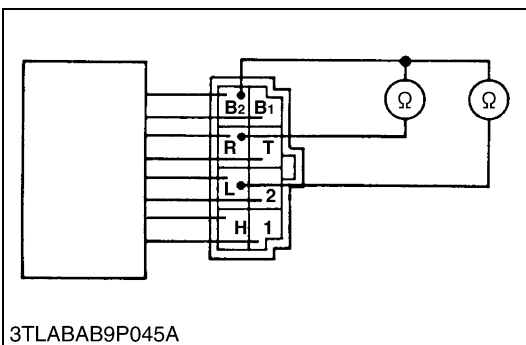 Ω Ω
B2 B1
R T
L 2
H 1
3TLABAB9P045A